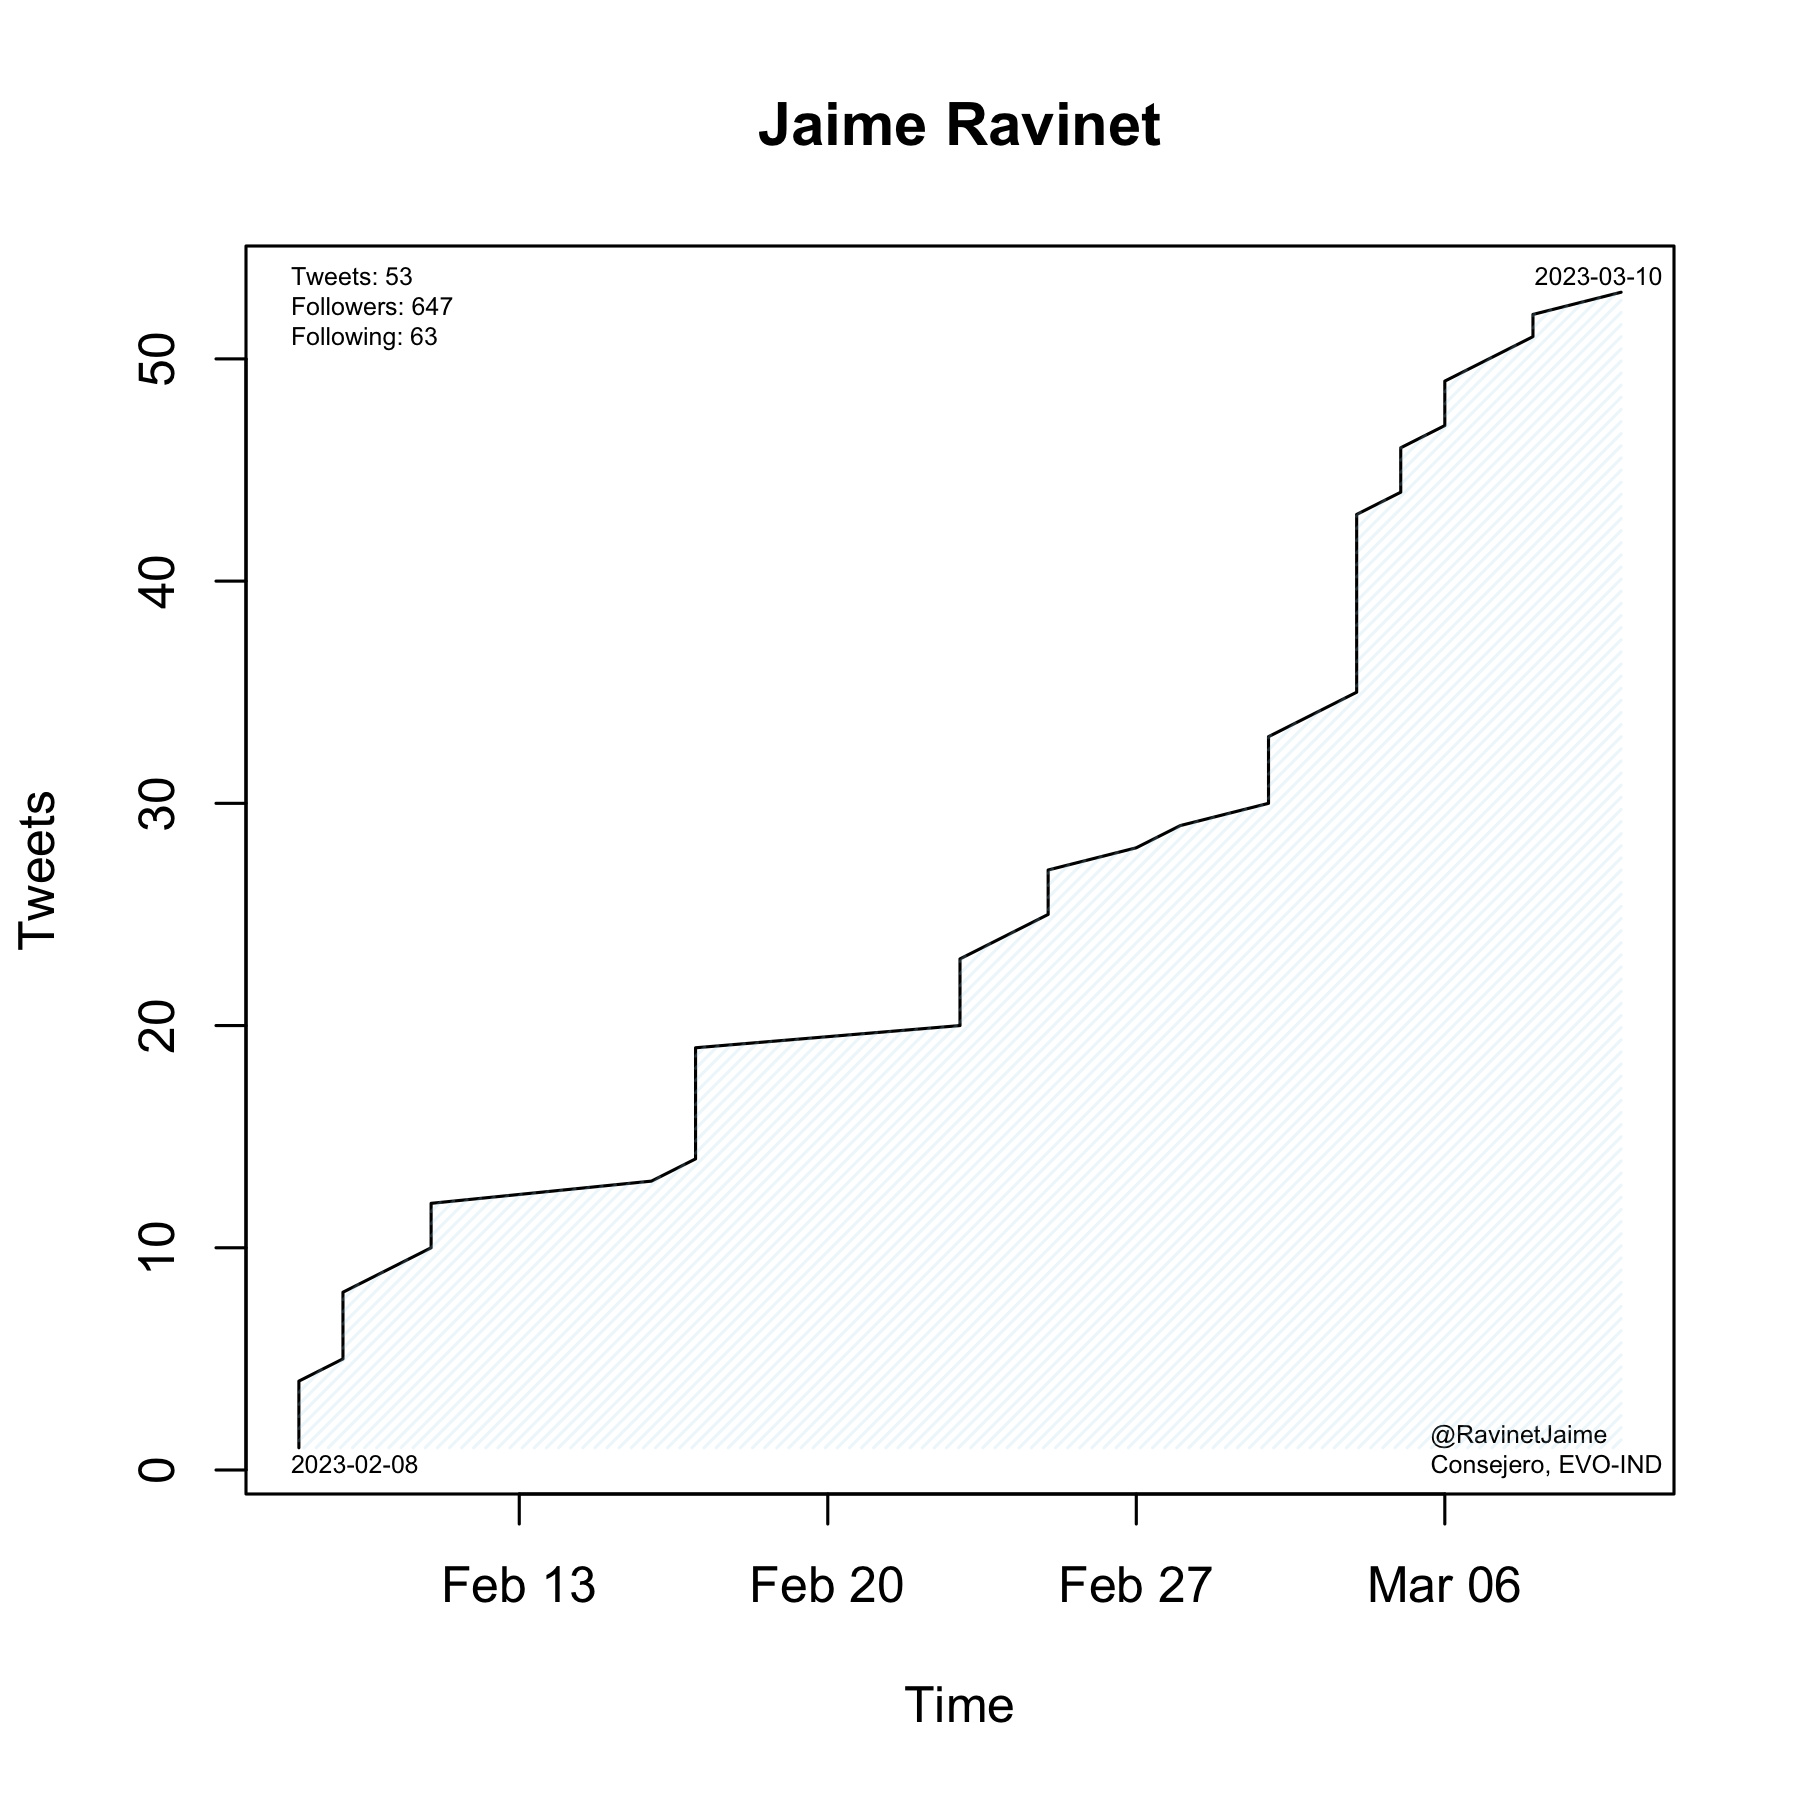 Jaime Ravinet
Tweets: 53
Followers: 647
Following: 63
2023-03-10
50
40
30
20
10
0
Tweets
@RavinetJaime
Consejero, EVO-IND
2023-02-08
Feb 13
Feb 20
Feb 27
Mar 06
Time